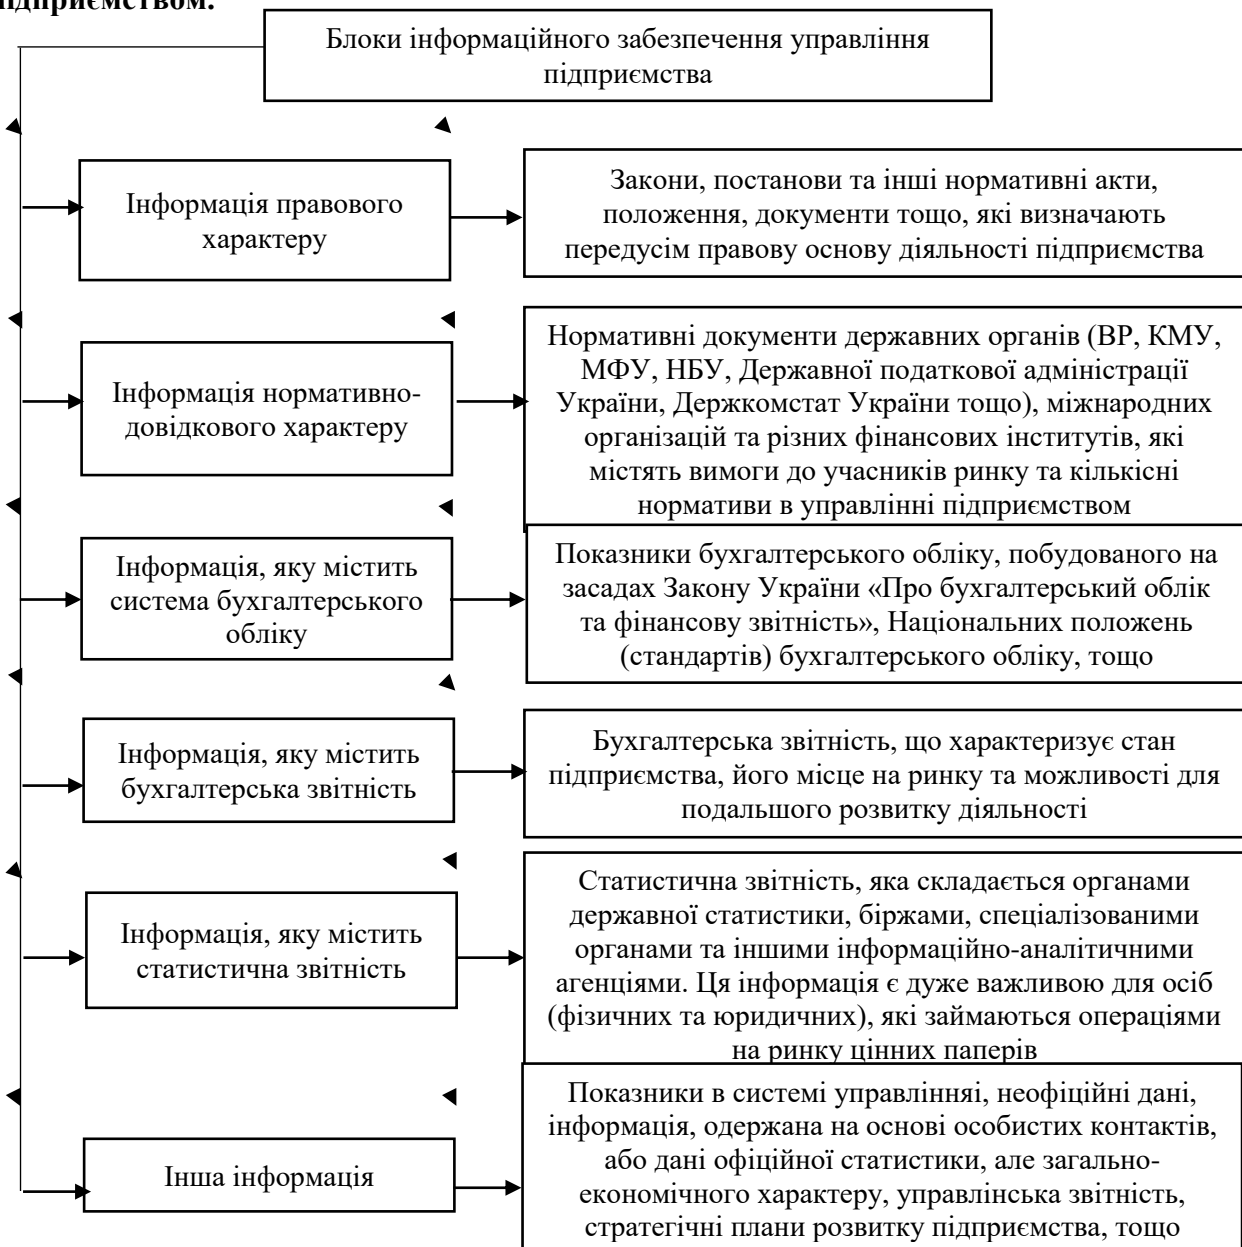 підприємством.
Блоки інформаційного забезпечення управління
підприємства
Інформація правового
характеру
Закони, постанови та інші нормативні акти,
положення, документи тощо, які визначають
передусім правову основу діяльності підприємства
Інформація нормативно-
довідкового характеру
Нормативні документи державних органів (ВР, КМУ,
МФУ, НБУ, Державної податкової адміністрації
України, Держкомстат України тощо), міжнародних
організацій та різних фінансових інститутів, які
містять вимоги до учасників ринку та кількісні
нормативи в управлінні підприємством
Інформація, яку містить
система бухгалтерського
обліку
Показники бухгалтерського обліку, побудованого на
засадах Закону України «Про бухгалтерський облік
та фінансову звітність», Національних положень
(стандартів) бухгалтерського обліку, тощо
Інформація, яку містить
бухгалтерська звітність
Бухгалтерська звітність, що характеризує стан
підприємства, його місце на ринку та можливості для
подальшого розвитку діяльності
Інформація, яку містить
статистична звітність
Статистична звітність, яка складається органами
державної статистики, біржами, спеціалізованими
органами та іншими інформаційно-аналітичними
агенціями. Ця інформація є дуже важливою для осіб
(фізичних та юридичних), які займаються операціями
на ринку цінних паперів
Інша інформація
Показники в системі управлінняі, неофіційні дані,
інформація, одержана на основі особистих контактів,
або дані офіційної статистики, але загально-
економічного характеру, управлінська звітність,
стратегічні плани розвитку підприємства, тощо